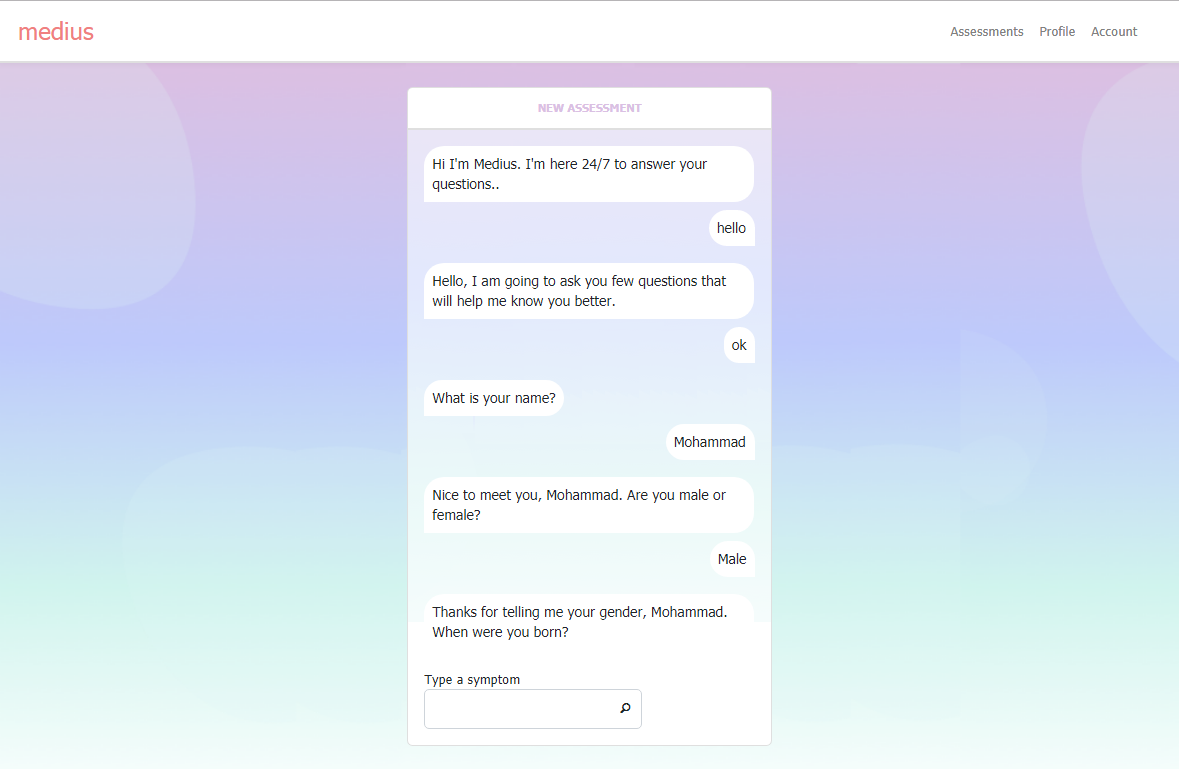 medius
Assessments Profile Account
NEW ASSESSMENT
Hi I'm Medius. I'm here 24/7 to answer your
questions..
hello
Hello, I am going to ask you few questions that
will help me know you better.
ok
What is your name?
Mohammad
Nice to meet you, Mohammad. Are you male or
female?
Male
Thanks for telling me your gender, Mohammad.
When were you born?
Type a symptom